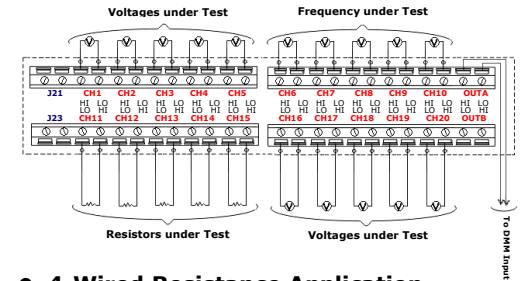 Voltages under Test
Frequency under Test
J21 CH1 CH2 CH3 CH4 CH5 CH6 CH7 CH8 CH9 CH10 OUTA
HI LO HI LO HI LO HI LO HI LO HI LO HI LO HI LO HI LO HI LO HI LO
LO HI LO HI LO HI LO HI LO HI LO HI LO HI LO HI LO HI LO HI LO HI
J23 CH11 CH12 CH13 CH14 CH15 CH16 CH17 CH18 CH19 CH20 OUTB
V V V V V
V V V V V
V V V V V
Resistors under Test
Voltages under Test
To DMM Input